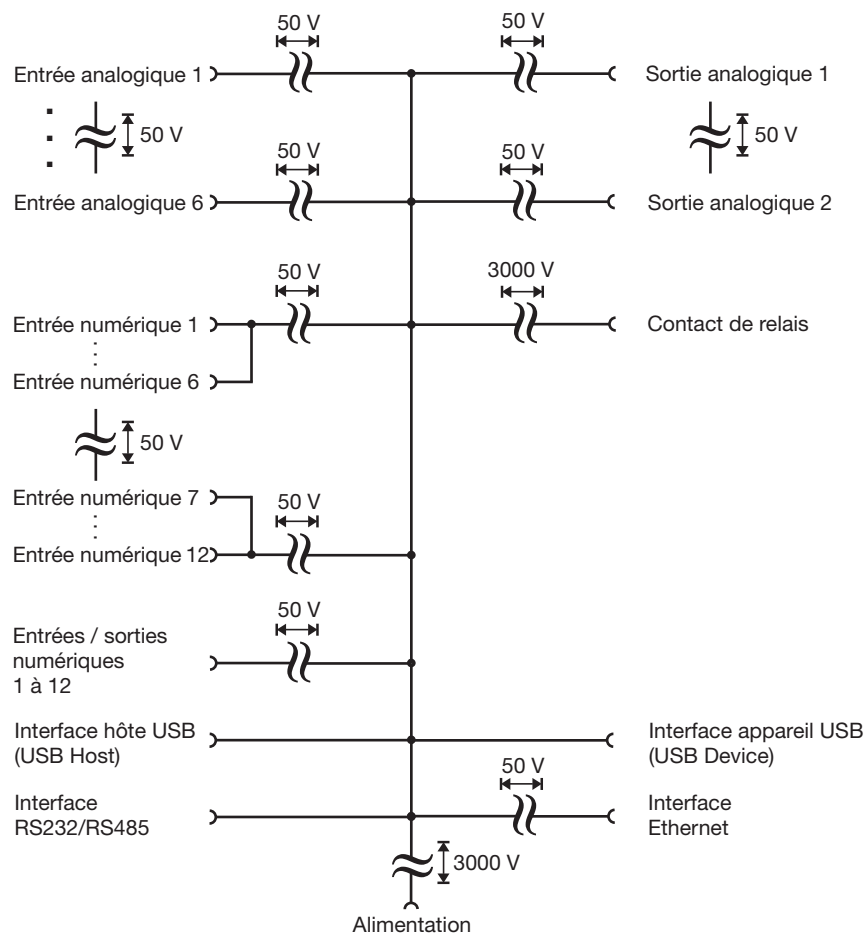 50 V
50 V
Entrée analogique 1
Sortie analogique 1
50 V
50 V
50 V
50 V
Entrée analogique 6
Sortie analogique 2
50 V
3000 V
Entrée numérique 1
Contact de relais
Entrée numérique 6
50 V
Entrée numérique 7
50 V
Entrée numérique 12
50 V
Entrées / sorties
numériques
1 à 12
Interface hôte USB
(USB Host)
Interface appareil USB
(USB Device)
50 V
Interface
RS232/RS485
Interface
Ethernet
3000 V
Alimentation